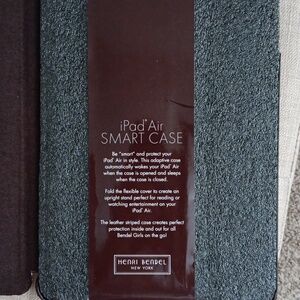 iPad® Air
SMART CASE
Be "smart" and protect your
iPad® Air in style. This adaptive case
automatically wakes your iPad® Air
when the case is opened and sleeps
when the case is closed.
Fold the flexible cover to create an
upright stand perfect for reading or
watching entertainment on your
iPad® Air.
The leather striped case creates perfect
protection inside and out for all
Bendel Girls on the go!
HENRI BENDEL
NEW YORK